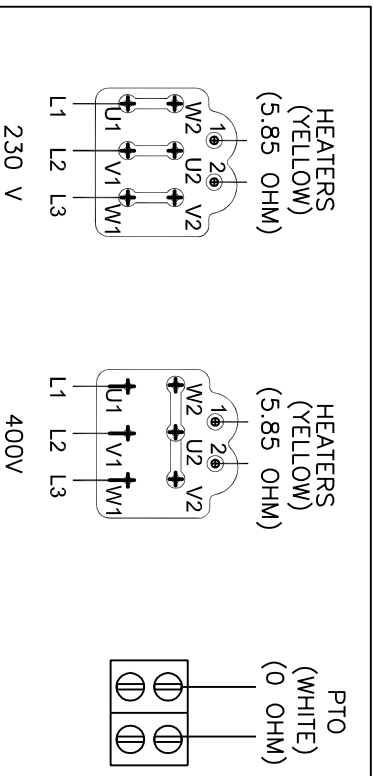 HEATERS
(YELLOW)
(5.85 OHM)
1 2
W2 U2 V2
U1 V1 W1
L1 L2 L3
230 V
HEATERS
(YELLOW)
(5.85 OHM)
1 2
W2 U2 V2
U1 V1 W1
L1 L2 L3
400V
PTO
(WHITE)
(0 OHM)